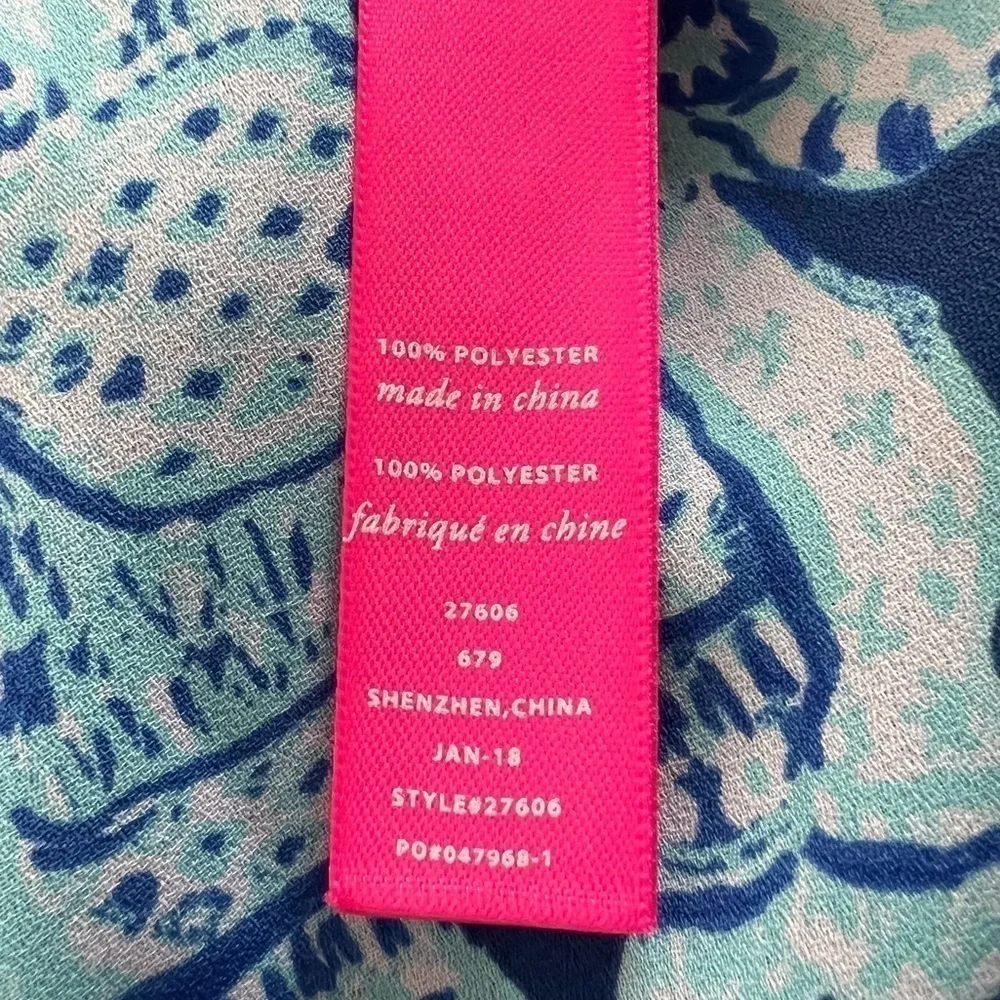 100% POLYESTER
made in china
100% POLYESTER
fabriqué en chine
27606
679
SHENZHEN,CHINA
JAN-18
STYLE#27606
PO#047968-1